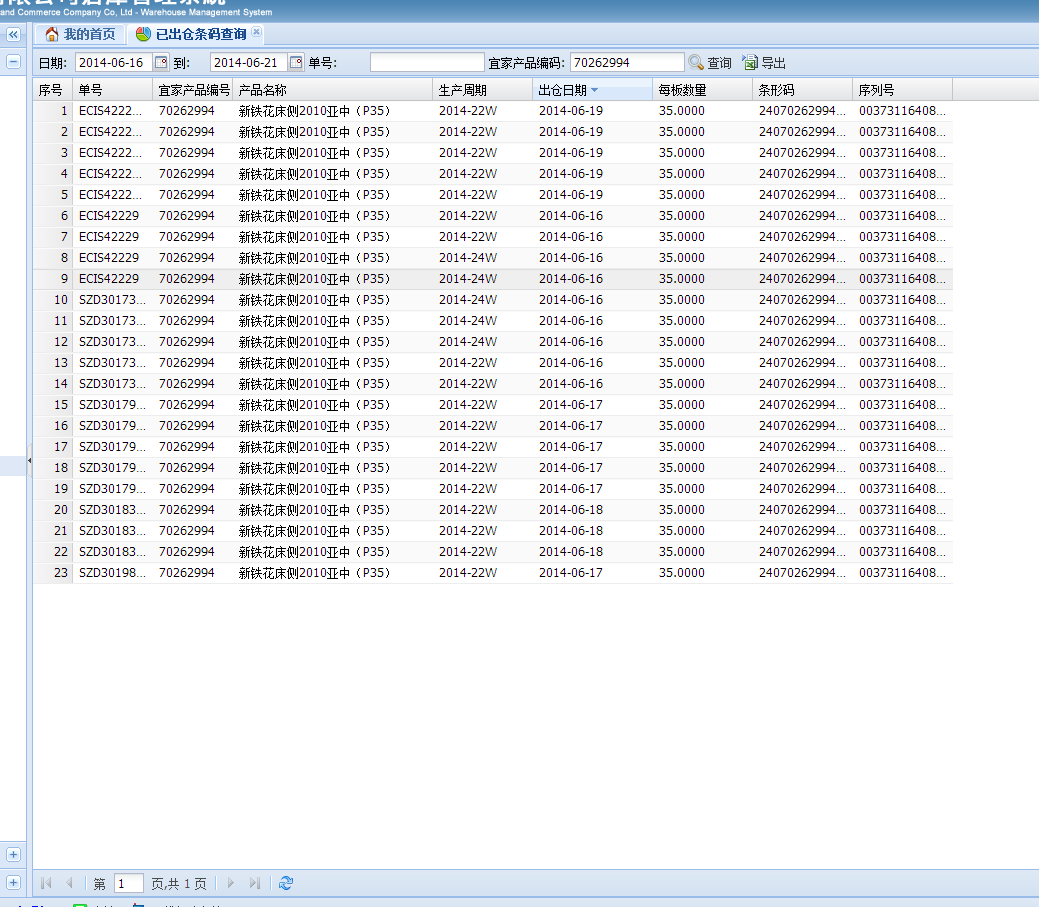 and Commerce Company Co, Ltd - Warehouse Management System
我的首页 已出仓条码查询
日期: 2014-06-16 到: 2014-06-21 单号: 宜家产品编码: 70262994 查询 导出
序号 单号 宜家产品编号 产品名称 生产周期 出仓日期 每板数量 条形码 序列号
1 ECIS4222... 70262994 新铁花床侧2010亚中（P35） 2014-22W 2014-06-19 35.0000 24070262994... 00373116408...
2 ECIS4222... 70262994 新铁花床侧2010亚中（P35） 2014-22W 2014-06-19 35.0000 24070262994... 00373116408...
3 ECIS4222... 70262994 新铁花床侧2010亚中（P35） 2014-22W 2014-06-19 35.0000 24070262994... 00373116408...
4 ECIS4222... 70262994 新铁花床侧2010亚中（P35） 2014-22W 2014-06-19 35.0000 24070262994... 00373116408...
5 ECIS4222... 70262994 新铁花床侧2010亚中（P35） 2014-22W 2014-06-19 35.0000 24070262994... 00373116408...
6 ECIS42229 70262994 新铁花床侧2010亚中（P35） 2014-22W 2014-06-16 35.0000 24070262994... 00373116408...
7 ECIS42229 70262994 新铁花床侧2010亚中（P35） 2014-22W 2014-06-16 35.0000 24070262994... 00373116408...
8 ECIS42229 70262994 新铁花床侧2010亚中（P35） 2014-24W 2014-06-16 35.0000 24070262994... 00373116408...
9 ECIS42229 70262994 新铁花床侧2010亚中（P35） 2014-24W 2014-06-16 35.0000 24070262994... 00373116408...
10 SZD30173... 70262994 新铁花床侧2010亚中（P35） 2014-24W 2014-06-16 35.0000 24070262994... 00373116408...
11 SZD30173... 70262994 新铁花床侧2010亚中（P35） 2014-24W 2014-06-16 35.0000 24070262994... 00373116408...
12 SZD30173... 70262994 新铁花床侧2010亚中（P35） 2014-24W 2014-06-16 35.0000 24070262994... 00373116408...
13 SZD30173... 70262994 新铁花床侧2010亚中（P35） 2014-22W 2014-06-16 35.0000 24070262994... 00373116408...
14 SZD30173... 70262994 新铁花床侧2010亚中（P35） 2014-22W 2014-06-16 35.0000 24070262994... 00373116408...
15 SZD30179... 70262994 新铁花床侧2010亚中（P35） 2014-22W 2014-06-17 35.0000 24070262994... 00373116408...
16 SZD30179... 70262994 新铁花床侧2010亚中（P35） 2014-22W 2014-06-17 35.0000 24070262994... 00373116408...
17 SZD30179... 70262994 新铁花床侧2010亚中（P35） 2014-22W 2014-06-17 35.0000 24070262994... 00373116408...
18 SZD30179... 70262994 新铁花床侧2010亚中（P35） 2014-22W 2014-06-17 35.0000 24070262994... 00373116408...
19 SZD30179... 70262994 新铁花床侧2010亚中（P35） 2014-22W 2014-06-17 35.0000 24070262994... 00373116408...
20 SZD30183... 70262994 新铁花床侧2010亚中（P35） 2014-22W 2014-06-18 35.0000 24070262994... 00373116408...
21 SZD30183... 70262994 新铁花床侧2010亚中（P35） 2014-22W 2014-06-18 35.0000 24070262994... 00373116408...
22 SZD30183... 70262994 新铁花床侧2010亚中（P35） 2014-22W 2014-06-18 35.0000 24070262994... 00373116408...
23 SZD30198... 70262994 新铁花床侧2010亚中（P35） 2014-22W 2014-06-17 35.0000 24070262994... 00373116408...
第 1 页,共 1 页